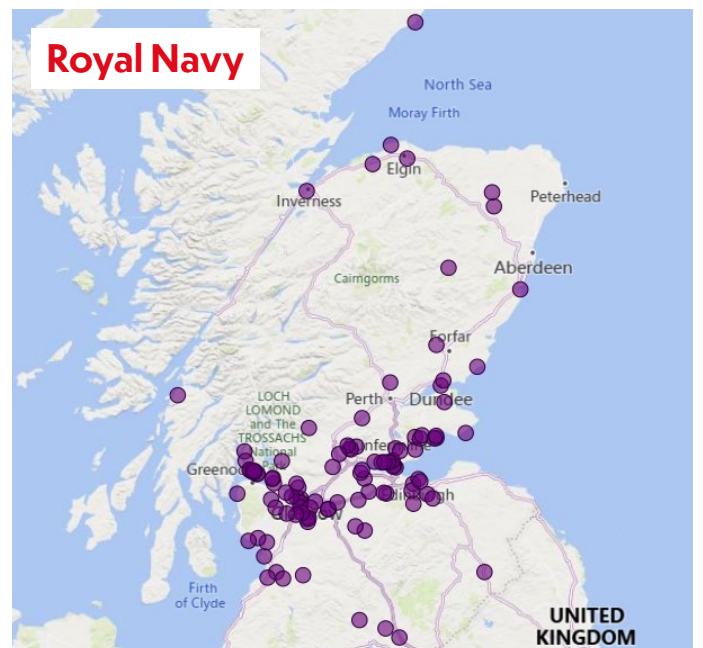 Royal Navy
North Sea
Moray Firth
Elgin
Inverness
Peterhead
Aberdeen
Cairngorms
Forfar
Perth
Dundee
LOCH
LOMOND
and The
TROSSACHS
National
Firth
of Clyde
UNITED
KINGDOM